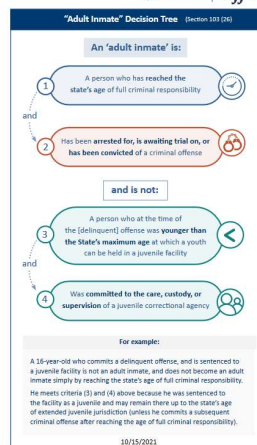 "Adult Inmate" Decision Tree (Section 103 (26)
An 'adult inmate' is:
1
A person who has reached the
state's age of full criminal responsibility
and
2
Has been arrested for, is awaiting trial on, or
has been convicted of a criminal offense
and is not:
3
A person who at the time of
the [delinquent] offense was younger than
the State's maximum age at which a youth
can be held in a juvenile facility
and
4
Was committed to the care, custody, or
supervision of a juvenile correctional agency
For example:
A 16-year-old who commits a delinquent offense, and is sentenced to
a juvenile facility is not an adult inmate, and does not become an adult
inmate simply by reaching the state's age of full criminal responsibility.
He meets criteria (3) and (4) above because he was sentenced to
the facility as a juvenile and may remain there up to the state's age
of extended juvenile jurisdiction (unless he commits a subsequent
criminal offense after reaching the age of full criminal responsibility).
10/15/2021